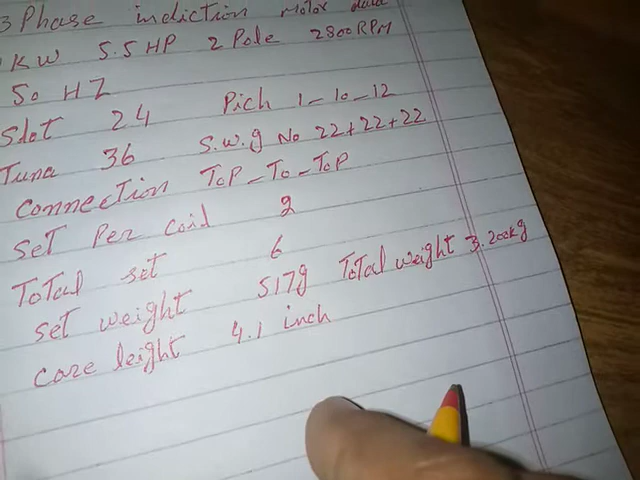 3 Phase indiction Motor data
KW 5.5 HP 2 Pole 2800 RPM
50 HZ
Slot 24 Pich 1-10-12
Tuna 36 S.W.g No 22+22+22
Connection ToP-To-ToP
Set Per Coil 2
ToTal set 6
set weight 517g ToTal weight 3.200kg
Care leight 4.1 inch